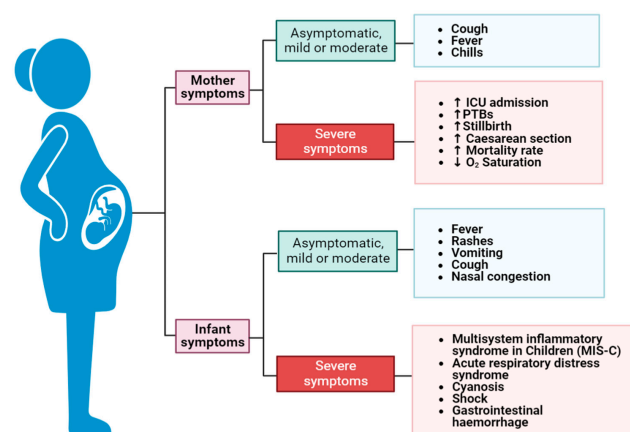 Asymptomatic,
mild or moderate
• Cough
• Fever
• Chills
Mother
symptoms
Severe
symptoms
• ↑ ICU admission
• ↑PTBs
• ↑Stillbirth
• ↑ Caesarean section
• ↑ Mortality rate
• ↓ O₂ Saturation
Asymptomatic,
mild or moderate
• Fever
• Rashes
• Vomiting
• Cough
• Nasal congestion
Infant
symptoms
Severe
symptoms
• Multisystem inflammatory
syndrome in Children (MIS-C)
• Acute respiratory distress
syndrome
• Cyanosis
• Shock
• Gastrointestinal
haemorrhage